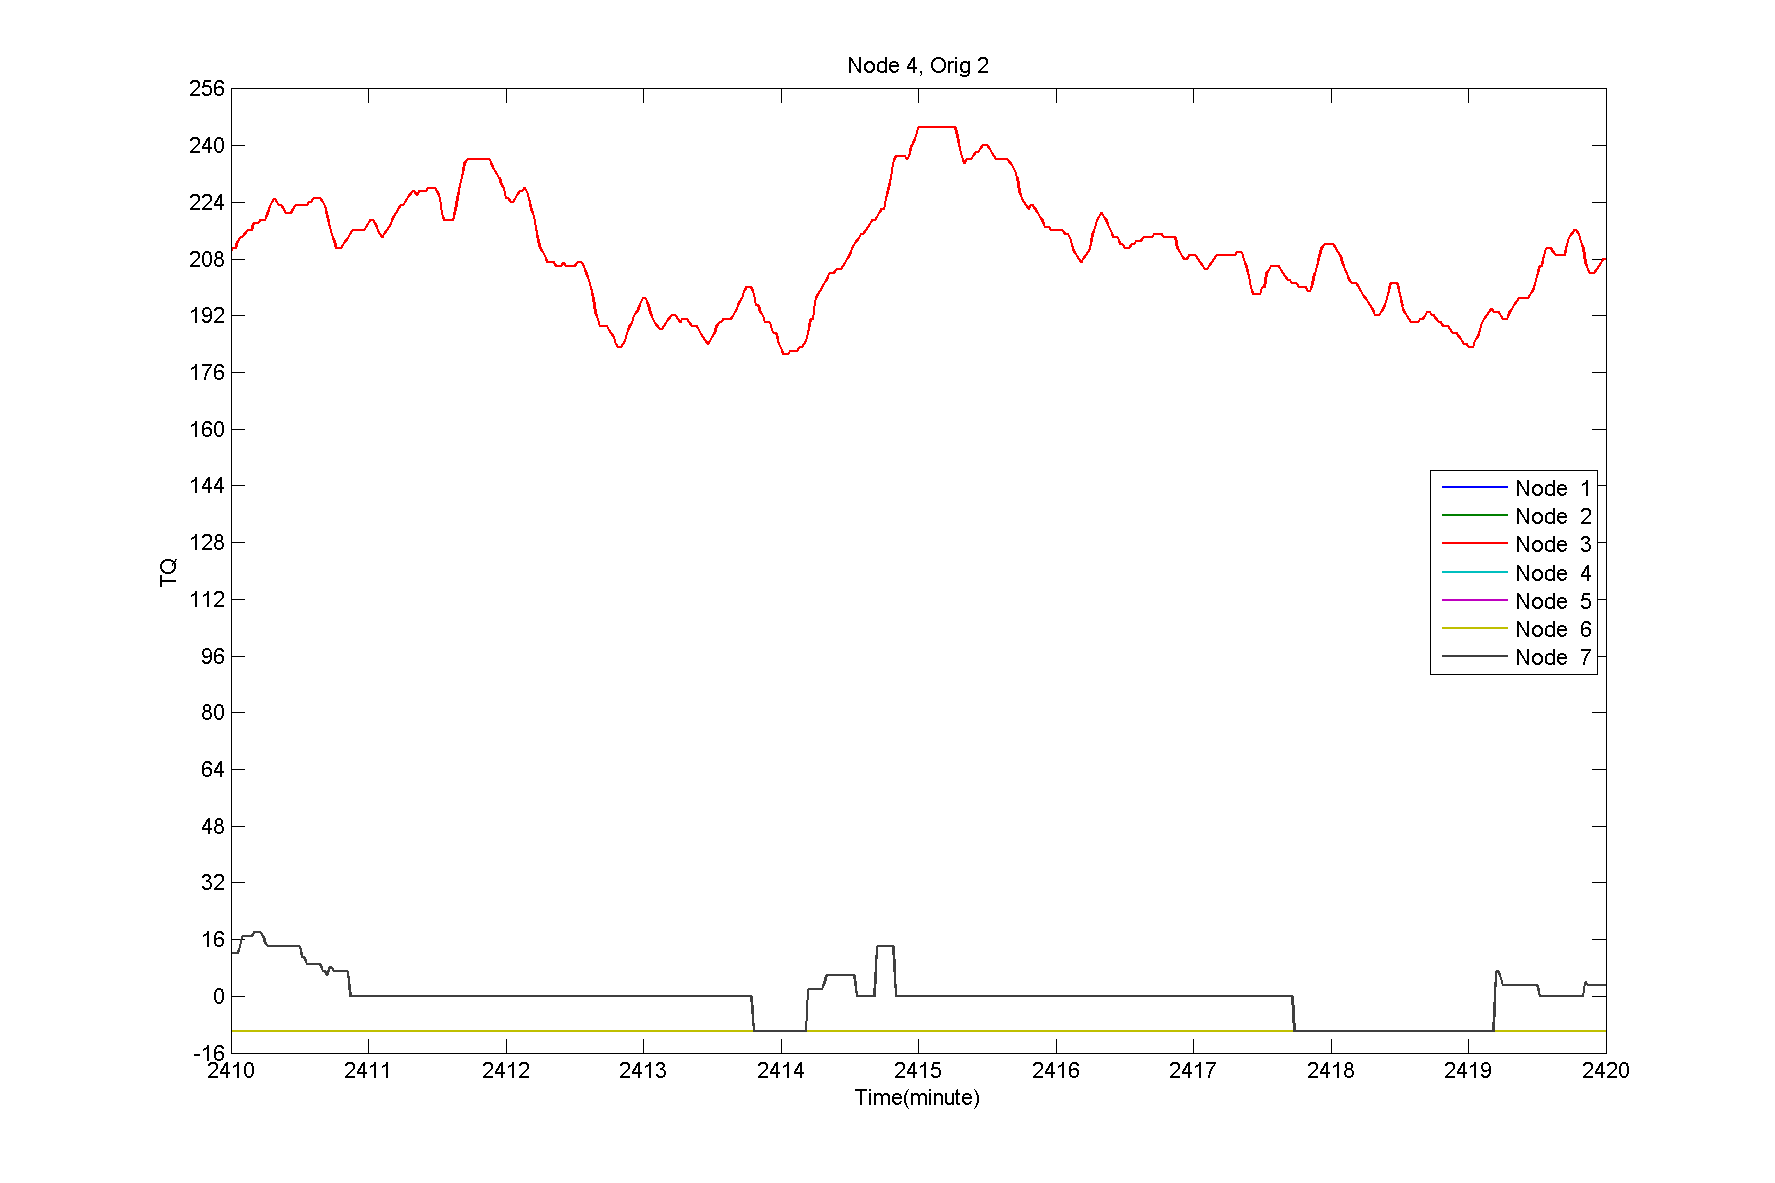 Node 4, Orig 2
256
240
224
208
192
176
160
144
128
112
96
80
64
48
32
16
0
-16
TQ
Node 1
Node 2
Node 3
Node 4
Node 5
Node 6
Node 7
2410 2411 2412 2413 2414 2415 2416 2417 2418 2419 2420
Time(minute)